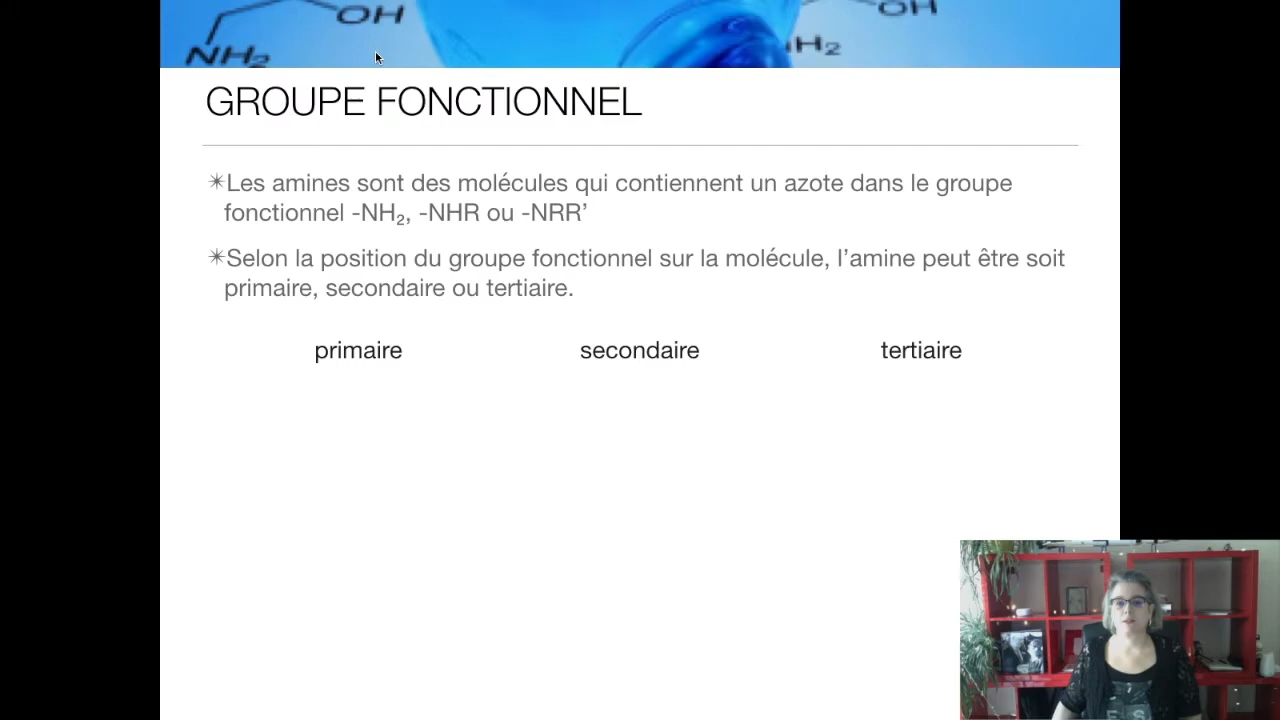 OH
OH
NH₂
H₂
GROUPE FONCTIONNEL
✴Les amines sont des molécules qui contiennent un azote dans le groupe
fonctionnel -NH₂, -NHR ou -NRR’
✴Selon la position du groupe fonctionnel sur la molécule, l’amine peut être soit
primaire, secondaire ou tertiaire.
primaire secondaire tertiaire